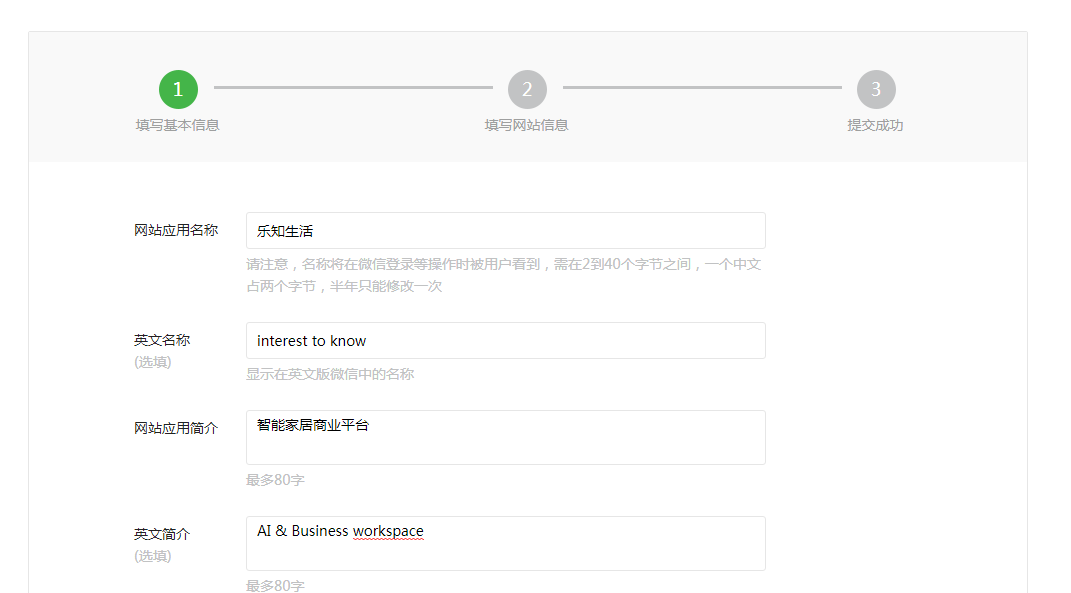 1
2
3
填写基本信息
填写网站信息
提交成功
网站应用名称
乐知生活
请注意，名称将在微信登录等操作时被用户看到，需在2到40个字节之间，一个中文
占两个字节，半年只能修改一次
英文名称
interest to know
(选填)
显示在英文版微信中的名称
网站应用简介
智能家居商业平台
最多80字
英文简介
AI & Business workspace
(选填)
最多80字